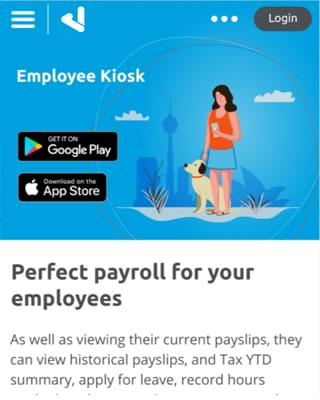 Login
Employee Kiosk
GET IT ON
Google Play
Download on the
App Store
Perfect payroll for your
employees
As well as viewing their current payslips, they
can view historical payslips, and Tax YTD
summary, apply for leave, record hours